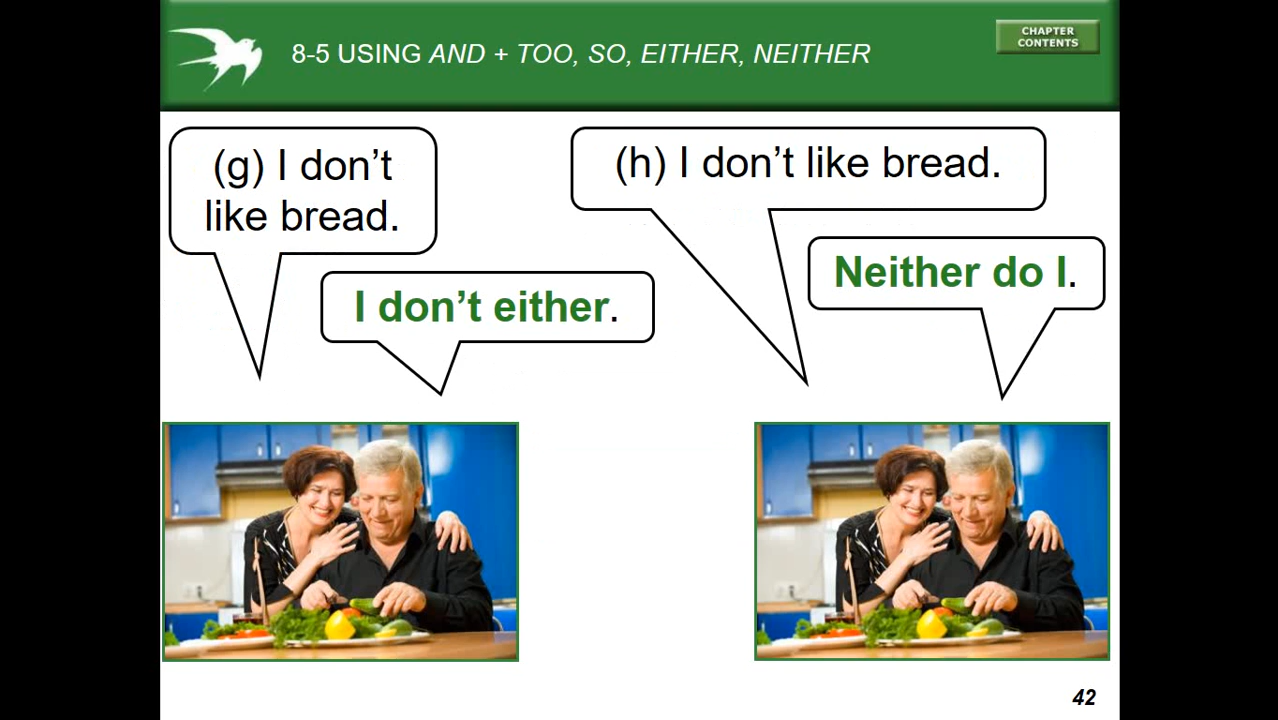 8-5 USING AND + TOO, SO, EITHER, NEITHER
CHAPTER
CONTENTS
(g) I don’t
like bread.
I don’t either.
(h) I don’t like bread.
Neither do I.
42